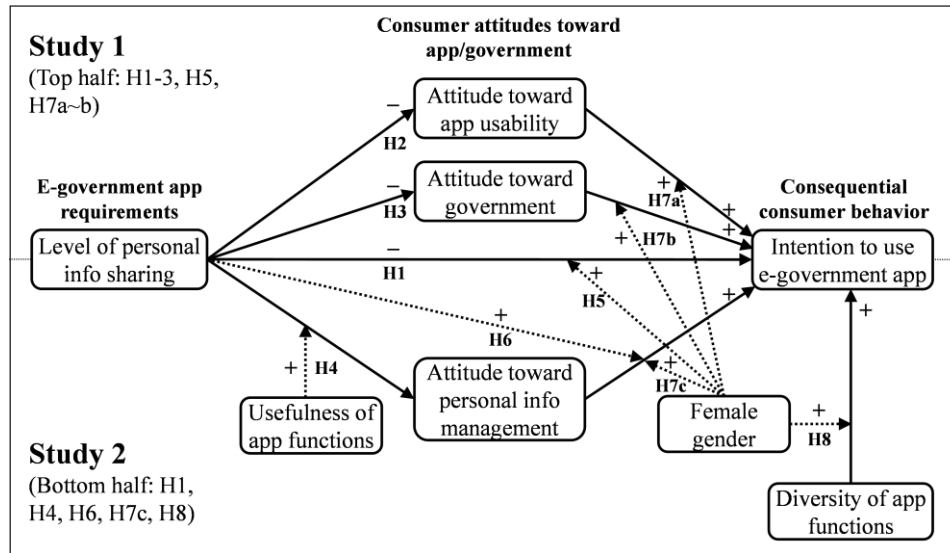 Study 1
(Top half: H1-3, H5,
H7a~b)
Consumer attitudes toward
app/government
Attitude toward
app usability
−
H2
E-government app
requirements
Level of personal
info sharing
−
H3
Attitude toward
government
+
H7a
+
H7b
+
+
Consequential
consumer behavior
Intention to use
e-government app
−
H1
+
H5
+
+
H6
+
H4
Usefulness of
app functions
Attitude toward
personal info
management
+
H7c
Female
gender
+
H8
+
Study 2
(Bottom half: H1,
H4, H6, H7c, H8)
Diversity of app
functions